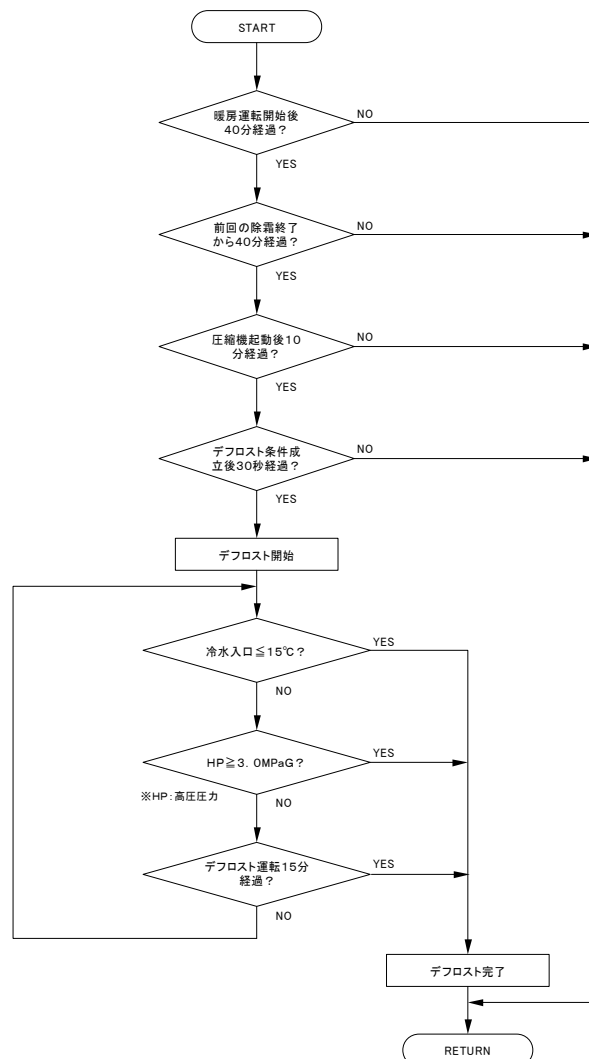 START
暖房運転開始後
40分経過？
NO
YES
前回の除霜終了
から40分経過？
NO
YES
圧縮機起動後10
分経過？
NO
YES
デフロスト条件成
立後30秒経過？
NO
YES
デフロスト開始
冷水入口≦15℃？
YES
NO
HP≧3．0MPaG？
YES
※HP：高圧圧力
NO
デフロスト運転15分
経過？
YES
NO
デフロスト完了
RETURN